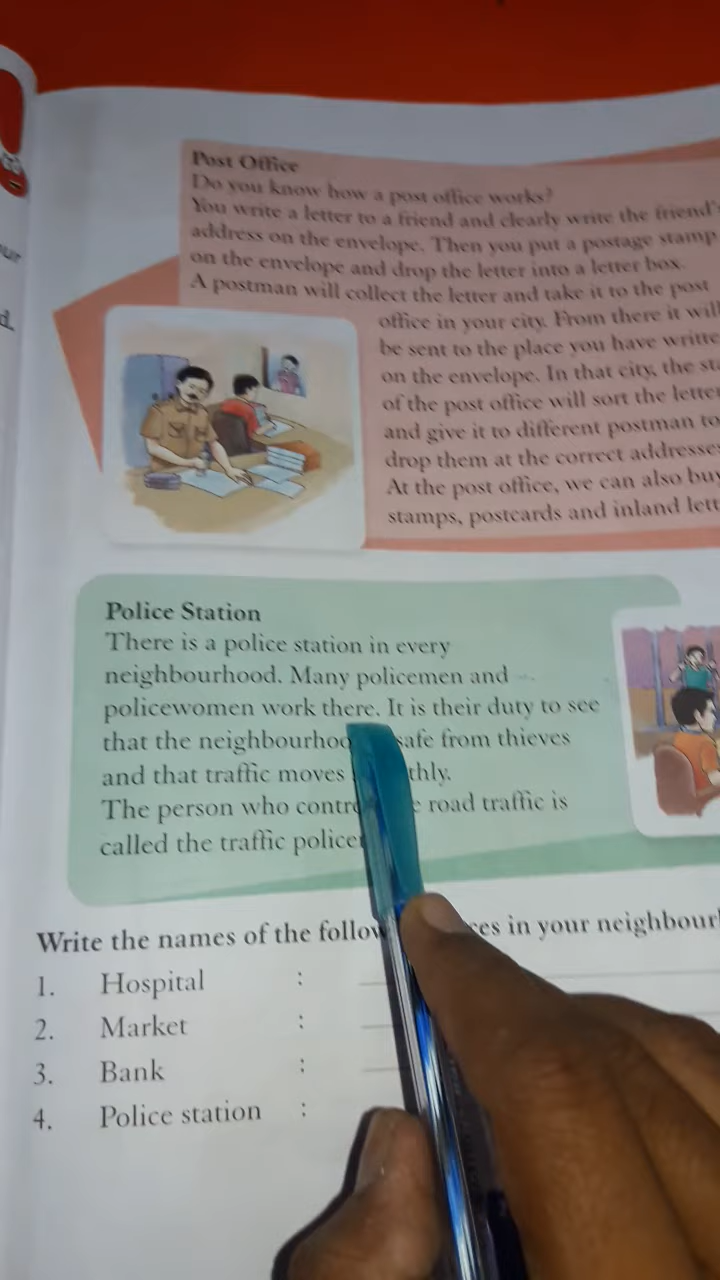 ur
d.
Post Office
Do you know how a post office works?
You write a letter to a friend and clearly write the friend's
address on the envelope. Then you put a postage stamp
on the envelope and drop the letter into a letter box.
A postman will collect the letter and take it to the post
office in your city. From there it will
be sent to the place you have writte
on the envelope. In that city, the st
of the post office will sort the letter
and give it to different postman to
drop them at the correct addresses
At the post office, we can also buy
stamps, postcards and inland lett
Police Station
There is a police station in every
neighbourhood. Many policemen and
policewomen work there. It is their duty to see
that the neighbourhoo safe from thieves
and that traffic moves thly.
The person who contro road traffic is
called the traffic police
Write the names of the follow ces in your neighbour
1. Hospital :
2. Market :
3. Bank :
4. Police station :